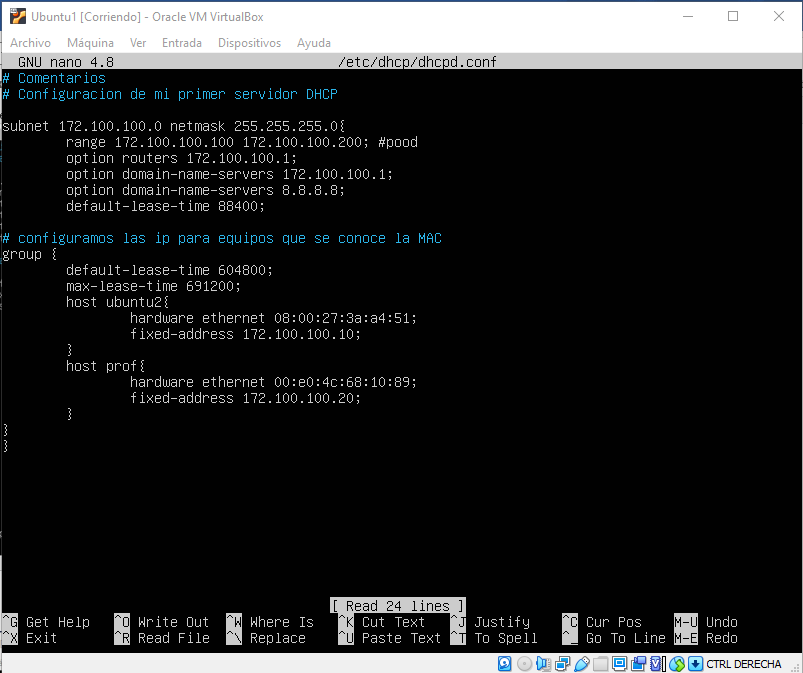 Ubuntu1 [Corriendo] - Oracle VM VirtualBox
Archivo Máquina Ver Entrada Dispositivos Ayuda
GNU nano 4.8 /etc/dhcp/dhcpd.conf
# Comentarios
# Configuracion de mi primer servidor DHCP
subnet 172.100.100.0 netmask 255.255.255.0{
range 172.100.100.100 172.100.100.200; #pood
option routers 172.100.100.1;
option domain-name-servers 172.100.100.1;
option domain-name-servers 8.8.8.8;
default-lease-time 88400;
# configuramos las ip para equipos que se conoce la MAC
group {
default-lease-time 604800;
max-lease-time 691200;
host ubuntu2{
hardware ethernet 08:00:27:3a:a4:51;
fixed-address 172.100.100.10;
}
host prof{
hardware ethernet 00:e0:4c:68:10:89;
fixed-address 172.100.100.20;
}
}
}
[ Read 24 lines ]
^G Get Help ^O Write Out ^W Where Is ^K Cut Text ^J Justify ^C Cur Pos M-U Undo
^X Exit ^R Read File ^\ Replace ^U Paste Text ^T To Spell ^_ Go To Line M-E Redo
CTRL DERECHA